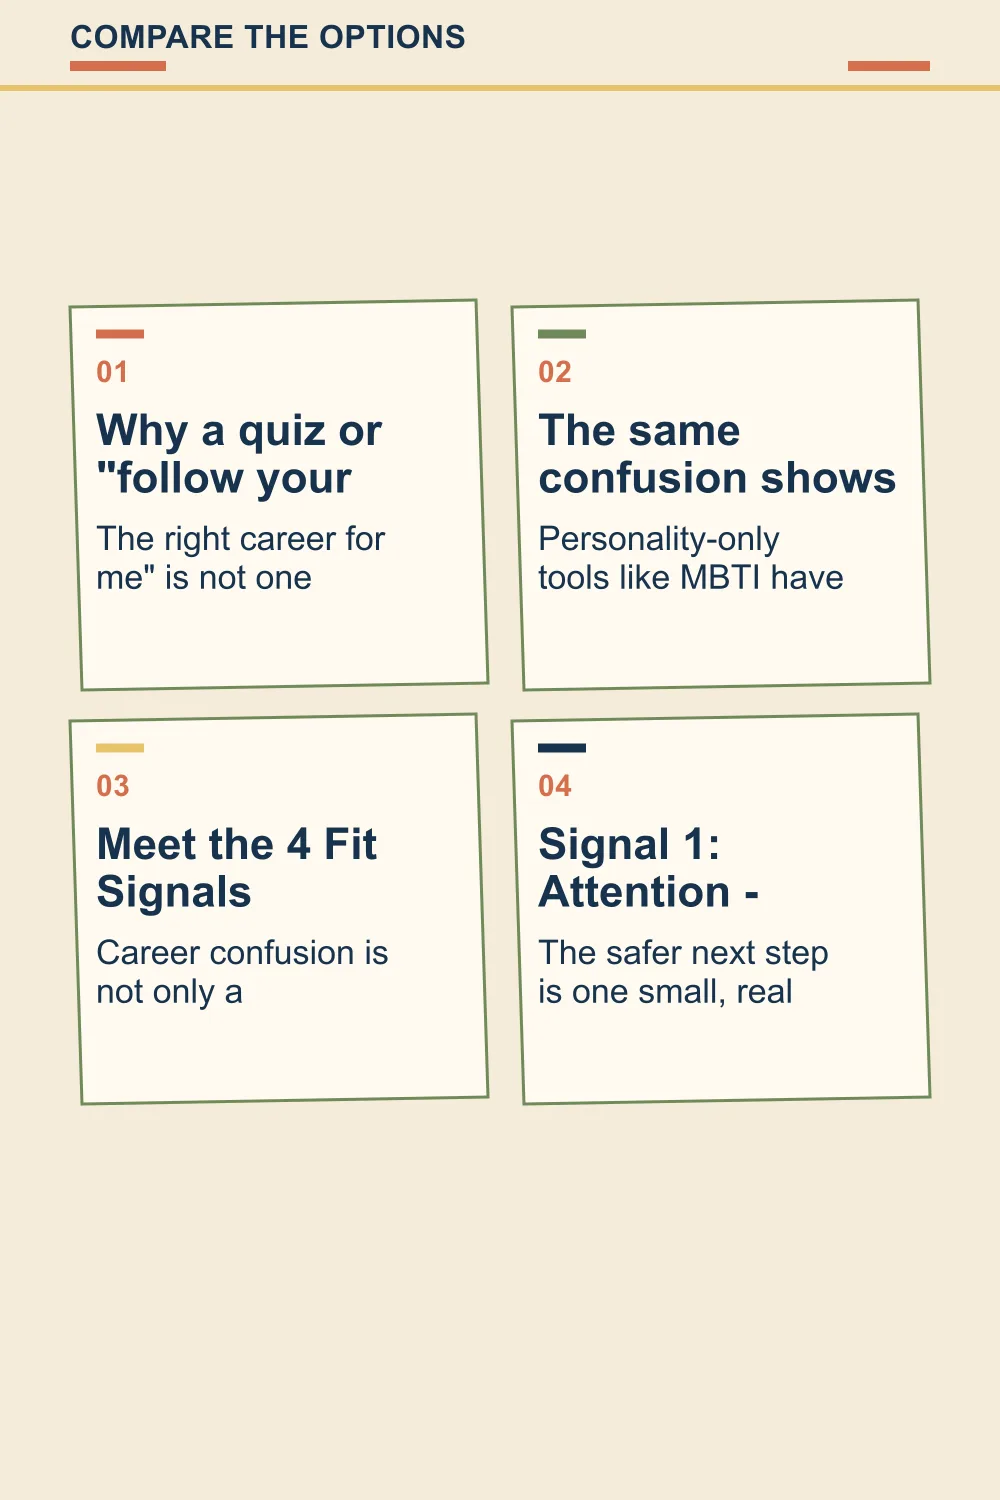 COMPARE THE OPTIONS
01
Why a quiz or
"follow your
The right career for
me" is not one
02
The same
confusion shows
Personality-only
tools like MBTI have
03
Meet the 4 Fit
Signals
Career confusion is
not only a
04
Signal 1:
Attention -
The safer next step
is one small, real